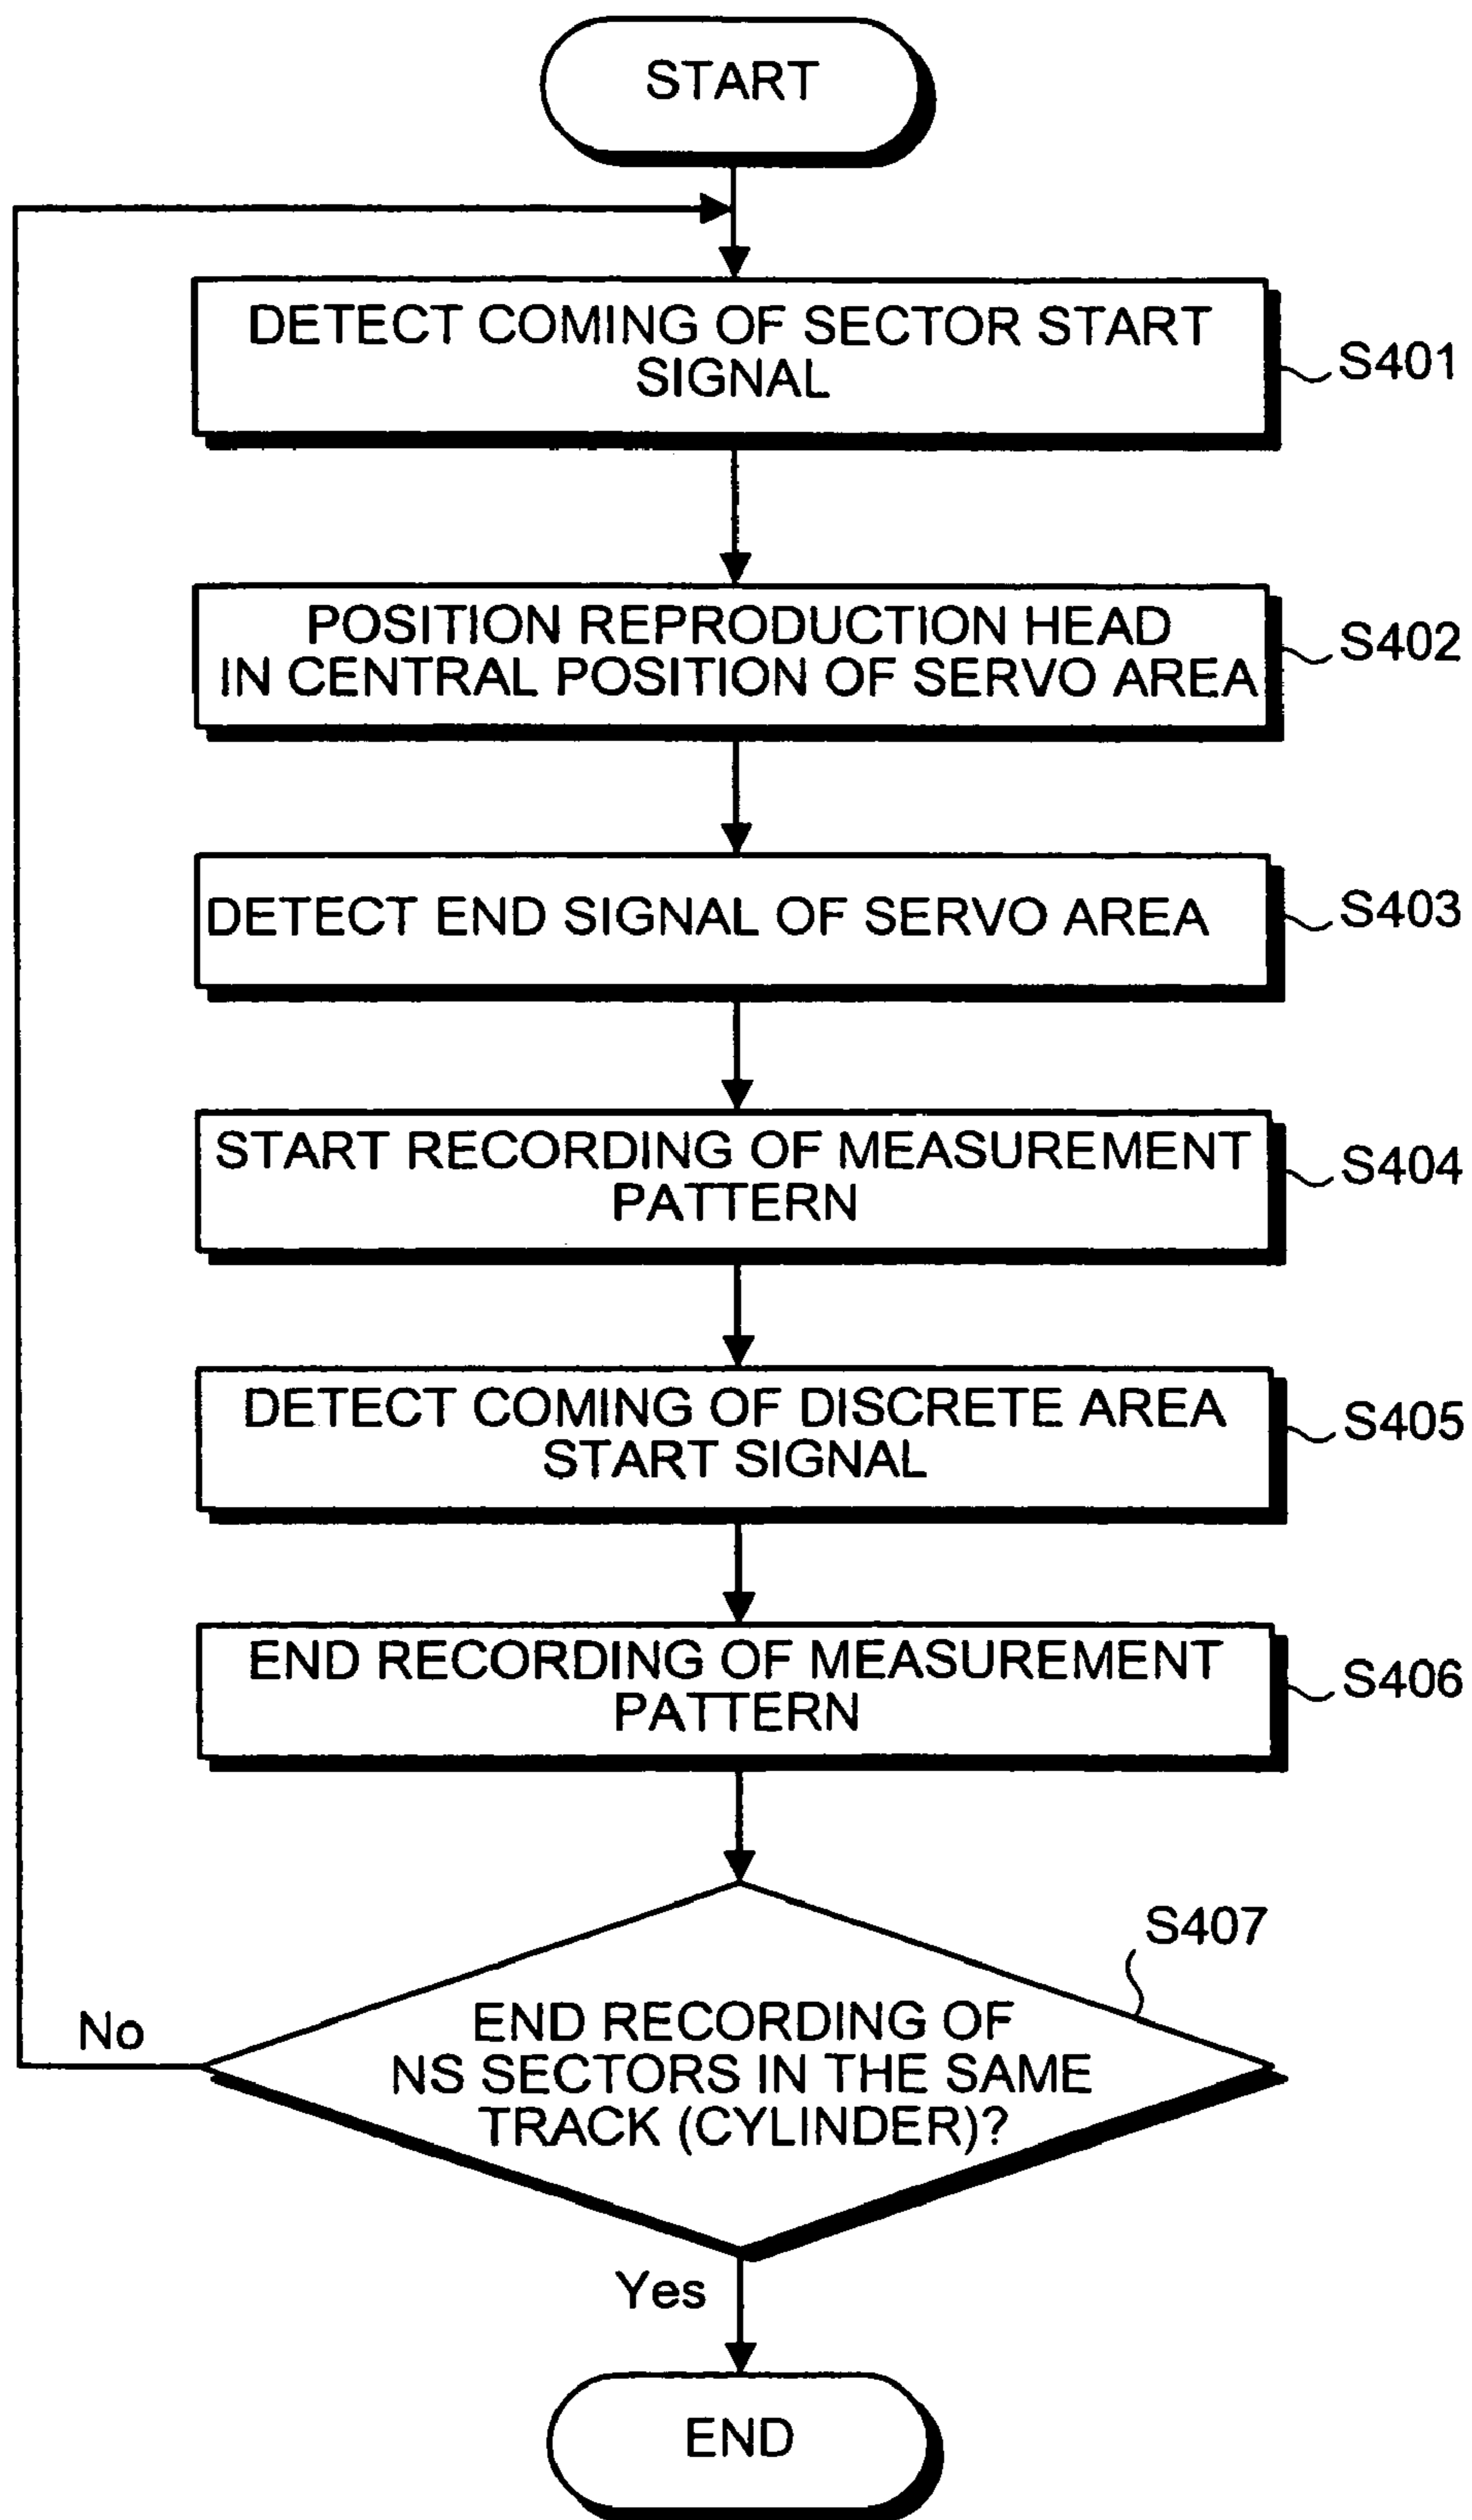 START
DETECT COMING OF SECTOR START
SIGNAL
S401
POSITION REPRODUCTION HEAD
IN CENTRAL POSITION OF SERVO AREA
S402
DETECT END SIGNAL OF SERVO AREA
S403
START RECORDING OF MEASUREMENT
PATTERN
S404
DETECT COMING OF DISCRETE AREA
START SIGNAL
S405
END RECORDING OF MEASUREMENT
PATTERN
S406
S407
END RECORDING OF
NS SECTORS IN THE SAME
TRACK (CYLINDER)?
No
Yes
END